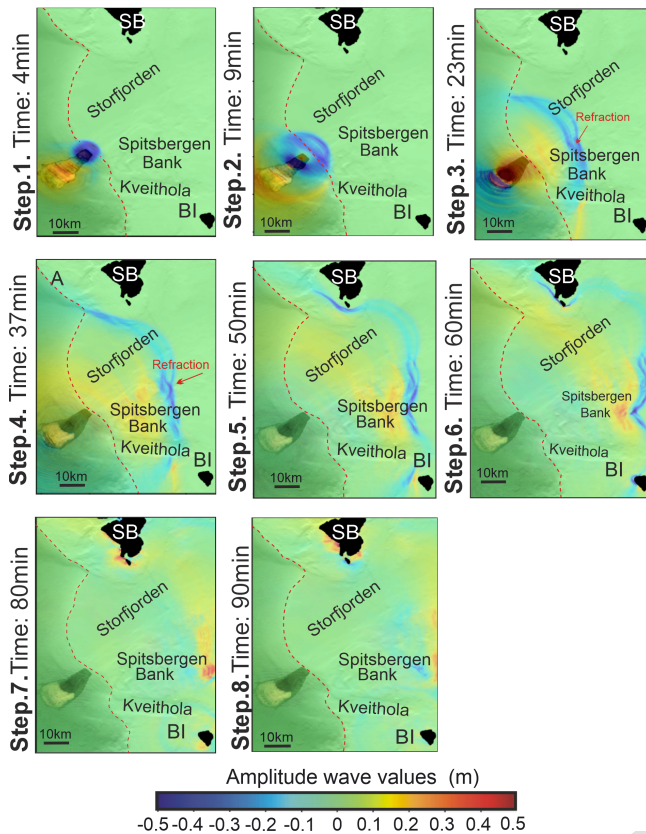 Step.1. Time: 4min
SB
Storfjorden
Spitsbergen
Bank
Kveithola
BI
10km
Step.2. Time: 9min
SB
Storfjorden
Spitsbergen
Bank
Kveithola
BI
10km
Step.3. Time: 23min
SB
Storfjorden
Refraction
Spitsbergen
Bank
Kveithola
BI
10km
Step.4. Time: 37min
A
SB
Storfjorden
Refraction
Spitsbergen
Bank
Kveithola
BI
10km
Step.5. Time: 50min
SB
Storfjorden
Spitsbergen
Bank
Kveithola
BI
10km
Step.6. Time: 60min
SB
Storfjorden
Spitsbergen
Bank
Kveithola
BI
10km
Step.7. Time: 80min
SB
Storfjorden
Spitsbergen
Bank
Kveithola
BI
10km
Step.8. Time: 90min
SB
Storfjorden
Spitsbergen
Bank
Kveithola
BI
10km
Amplitude wave values (m)
-0.5 -0.4 -0.3 -0.2 -0.1 0 0.1 0.2 0.3 0.4 0.5